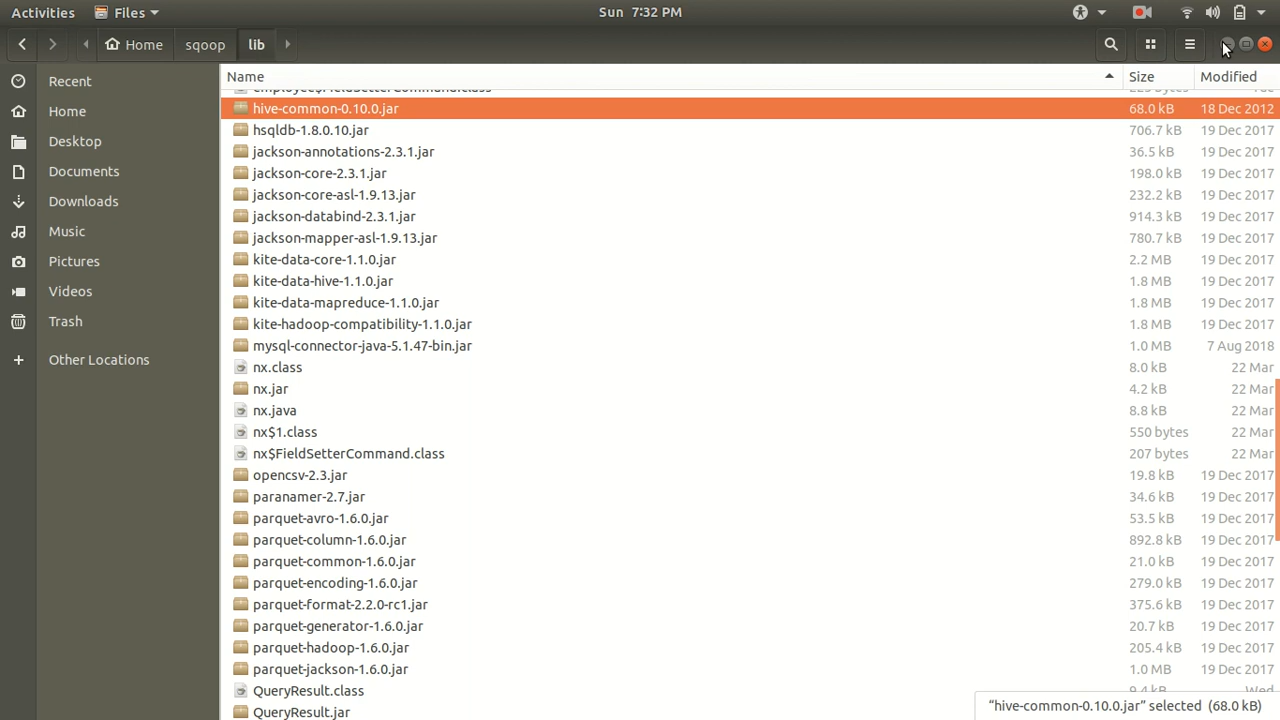 Activities Files Sun 7:32 PM
Home sqoop lib
Name Size Modified
Recent
Home
Desktop
Documents
Downloads
Music
Pictures
Videos
Trash
+ Other Locations
employee$FieldSetterCommand.class 223 bytes Tue
hive-common-0.10.0.jar 68.0 kB 18 Dec 2012
hsqldb-1.8.0.10.jar 706.7 kB 19 Dec 2017
jackson-annotations-2.3.1.jar 36.5 kB 19 Dec 2017
jackson-core-2.3.1.jar 198.0 kB 19 Dec 2017
jackson-core-asl-1.9.13.jar 232.2 kB 19 Dec 2017
jackson-databind-2.3.1.jar 914.3 kB 19 Dec 2017
jackson-mapper-asl-1.9.13.jar 780.7 kB 19 Dec 2017
kite-data-core-1.1.0.jar 2.2 MB 19 Dec 2017
kite-data-hive-1.1.0.jar 1.8 MB 19 Dec 2017
kite-data-mapreduce-1.1.0.jar 1.8 MB 19 Dec 2017
kite-hadoop-compatibility-1.1.0.jar 1.8 MB 19 Dec 2017
mysql-connector-java-5.1.47-bin.jar 1.0 MB 7 Aug 2018
nx.class 8.0 kB 22 Mar
nx.jar 4.2 kB 22 Mar
nx.java 8.8 kB 22 Mar
nx$1.class 550 bytes 22 Mar
nx$FieldSetterCommand.class 207 bytes 22 Mar
opencsv-2.3.jar 19.8 kB 19 Dec 2017
paranamer-2.7.jar 34.6 kB 19 Dec 2017
parquet-avro-1.6.0.jar 53.5 kB 19 Dec 2017
parquet-column-1.6.0.jar 892.8 kB 19 Dec 2017
parquet-common-1.6.0.jar 21.0 kB 19 Dec 2017
parquet-encoding-1.6.0.jar 279.0 kB 19 Dec 2017
parquet-format-2.2.0-rc1.jar 375.6 kB 19 Dec 2017
parquet-generator-1.6.0.jar 20.7 kB 19 Dec 2017
parquet-hadoop-1.6.0.jar 205.4 kB 19 Dec 2017
parquet-jackson-1.6.0.jar 1.0 MB 19 Dec 2017
QueryResult.class 9.4 kB Wed
QueryResult.jar
“hive-common-0.10.0.jar” selected (68.0 kB)